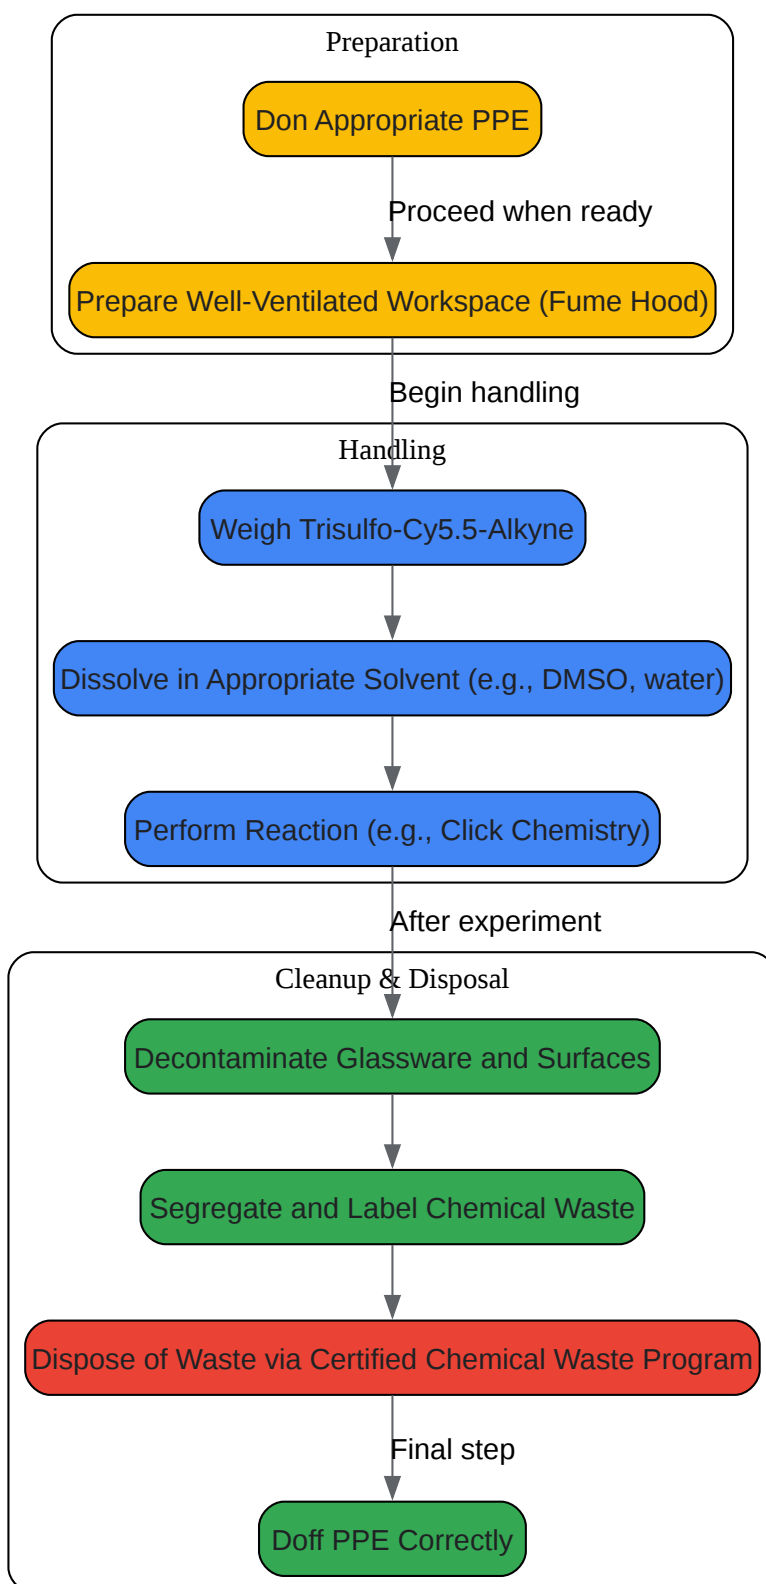 Preparation
Don Appropriate PPE
Proceed when ready
Prepare Well-Ventilated Workspace (Fume Hood)
Begin handling
Handling
Weigh Trisulfo-Cy5.5-Alkyne
Dissolve in Appropriate Solvent (e.g., DMSO, water)
Perform Reaction (e.g., Click Chemistry)
After experiment
Cleanup & Disposal
Decontaminate Glassware and Surfaces
Segregate and Label Chemical Waste
Dispose of Waste via Certified Chemical Waste Program
Final step
Doff PPE Correctly